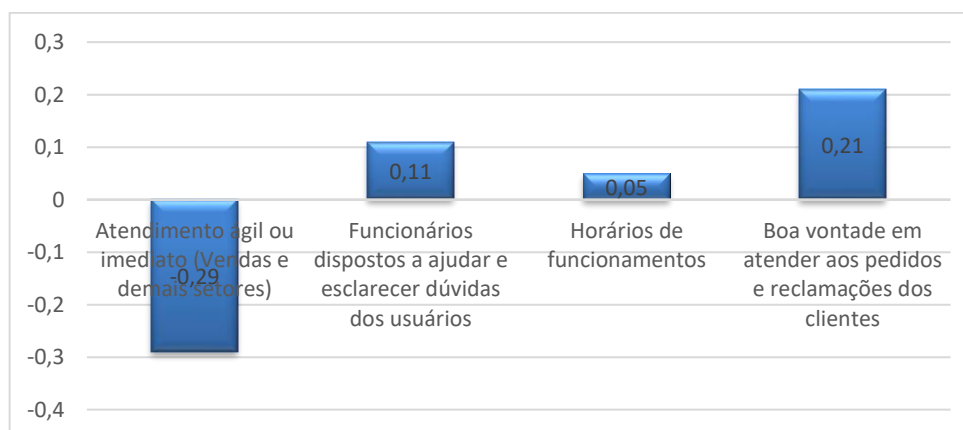 0,3
0,2
0,1
0
-0,1
-0,2
-0,3
-0,4
-0,29
0,11
0,05
0,21
Atendimento ágil ou
imediato (Vendas e
demais setores)
Funcionários
dispostos a ajudar e
esclarecer dúvidas
dos usuários
Horários de
funcionamentos
Boa vontade em
atender aos pedidos
e reclamações dos
clientes